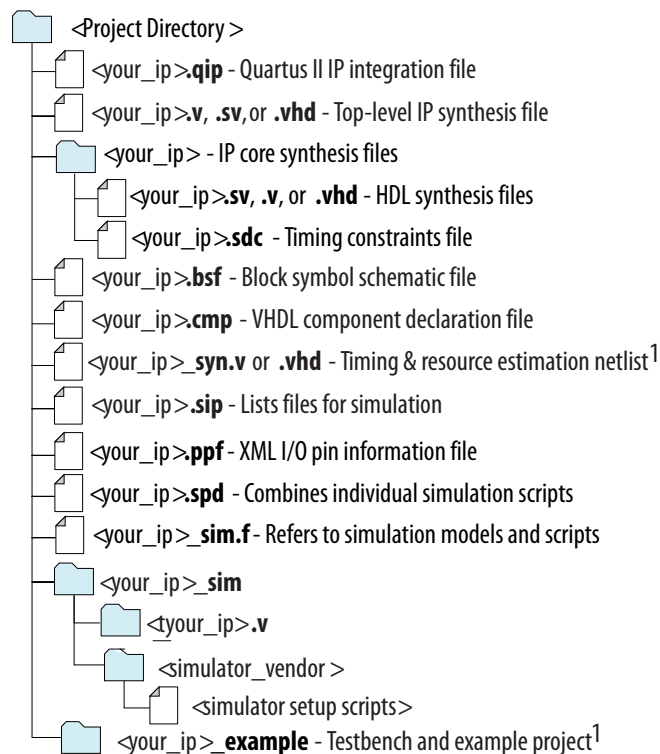 <Project Directory >
<your_ip>.qip - Quartus II IP integration file
<your_ip>.v, .sv, or .vhd - Top-level IP synthesis file
<your_ip> - IP core synthesis files
<your_ip>.sv, .v, or .vhd - HDL synthesis files
<your_ip>.sdc - Timing constraints file
<your_ip>.bsf - Block symbol schematic file
<your_ip>.cmp - VHDL component declaration file
<your_ip>_syn.v or .vhd - Timing & resource estimation netlist1
<your_ip>.sip - Lists files for simulation
<your_ip>.ppf - XML I/O pin information file
<your_ip>.spd - Combines individual simulation scripts
<your_ip>_sim.f - Refers to simulation models and scripts
<your_ip>_sim
<tyour_ip>.v
<simulator_vendor >
<simulator setup scripts>
<your_ip>_example - Testbench and example project1